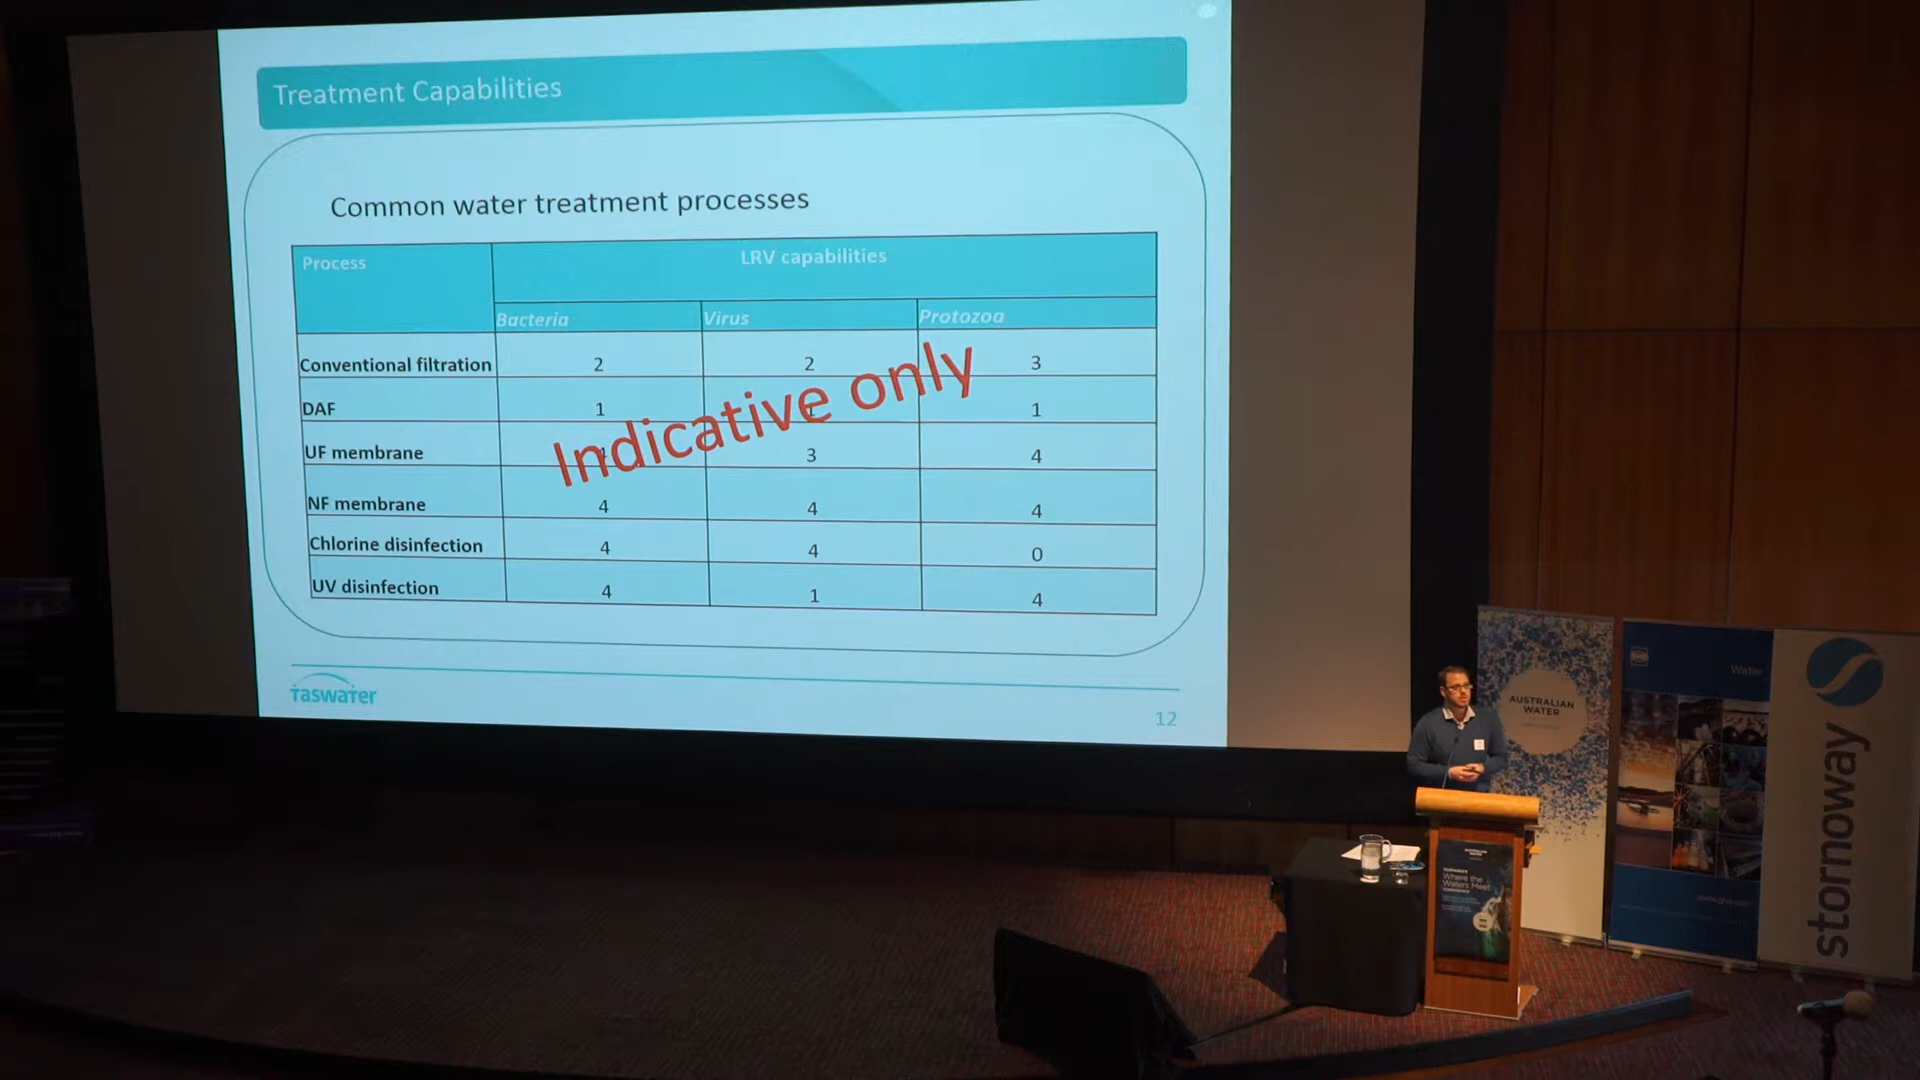 Treatment Capabilities
Common water treatment processes
Process
LRV capabilities
Bacteria Virus Protozoa
Conventional filtration 2 2 3
DAF 1 1
UF membrane 3 4
NF membrane 4 4 4
Chlorine disinfection 4 4 0
UV disinfection 4 1 4
Indicative only
Taswater
12
AUSTRALIAN
WATER
Water
stornoway
AUSTRALIAN
WATER
Where the
Waters Meet